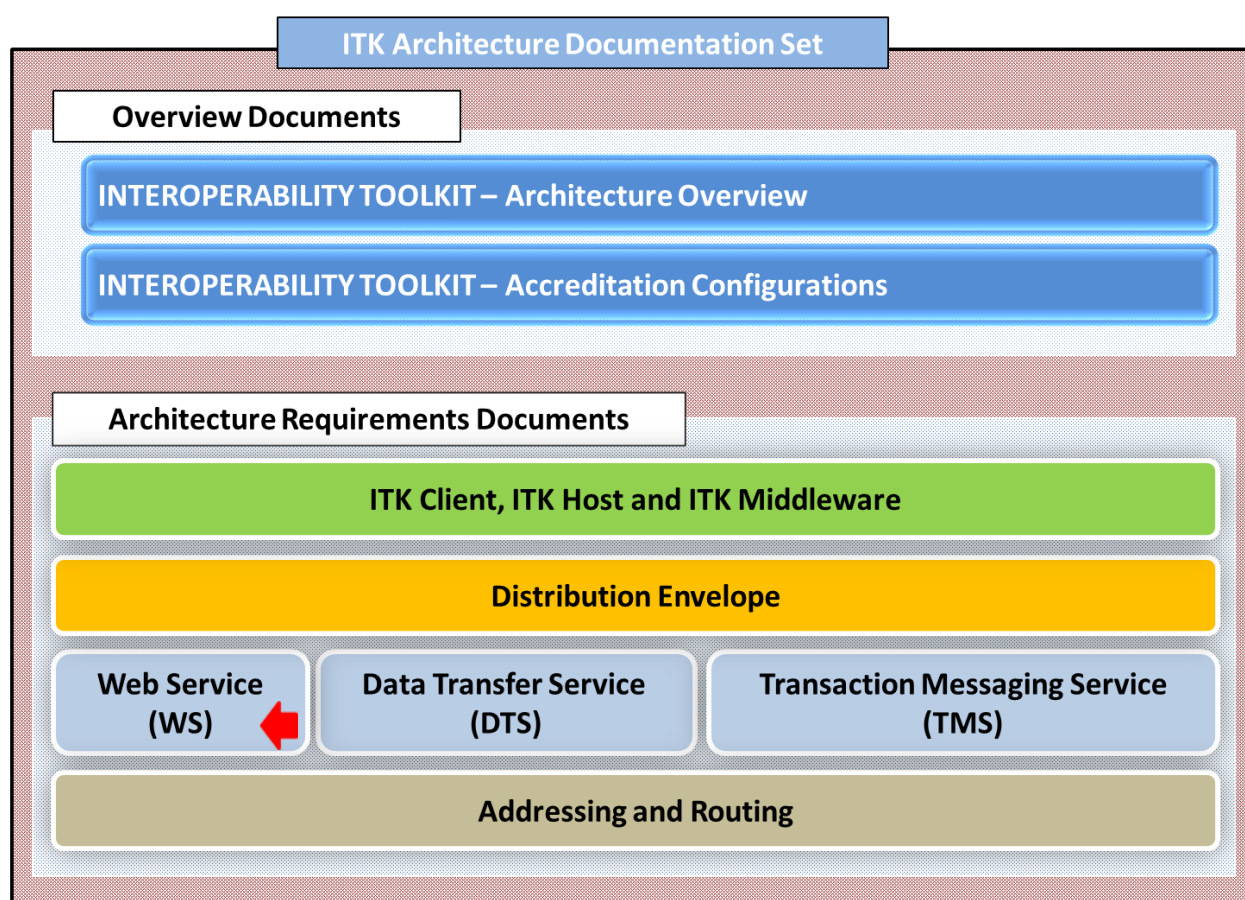 ITK Architecture Documentation Set
Overview Documents
INTEROPERABILITY TOOLKIT – Architecture Overview
INTEROPERABILITY TOOLKIT – Accreditation Configurations
Architecture Requirements Documents
ITK Client, ITK Host and ITK Middleware
Distribution Envelope
Web Service
(WS)
Data Transfer Service
(DTS)
Transaction Messaging Service
(TMS)
Addressing and Routing